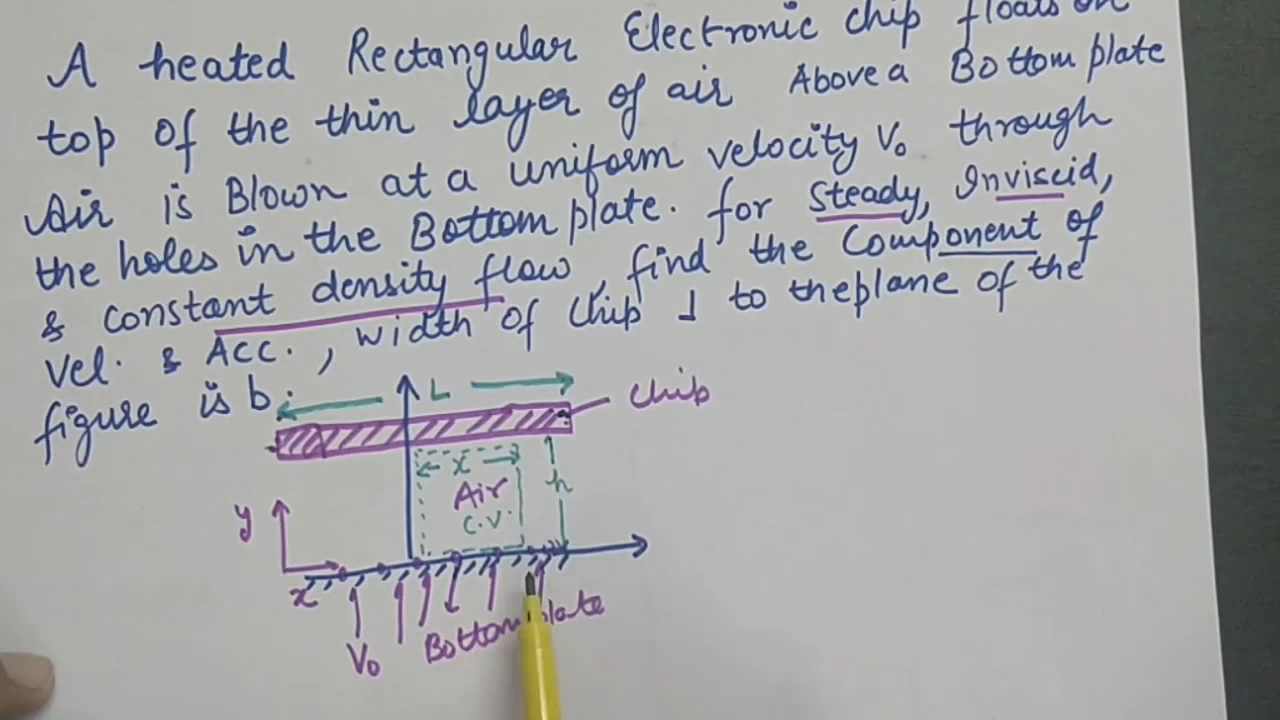 A heated Rectangular Electronic chip floats on
top of the thin layer of air Above a Bottom plate
Air is Blown at a uniform velocity V₀ through
the holes in the Bottom plate. for Steady, Inviscid,
& constant density flow, find the Component of
Vel. & Acc., width of Chip ⊥ to the plane of the
figure is b.
L
Chip
x
h
Air
C.V.
y
x
V₀
Bottom plate